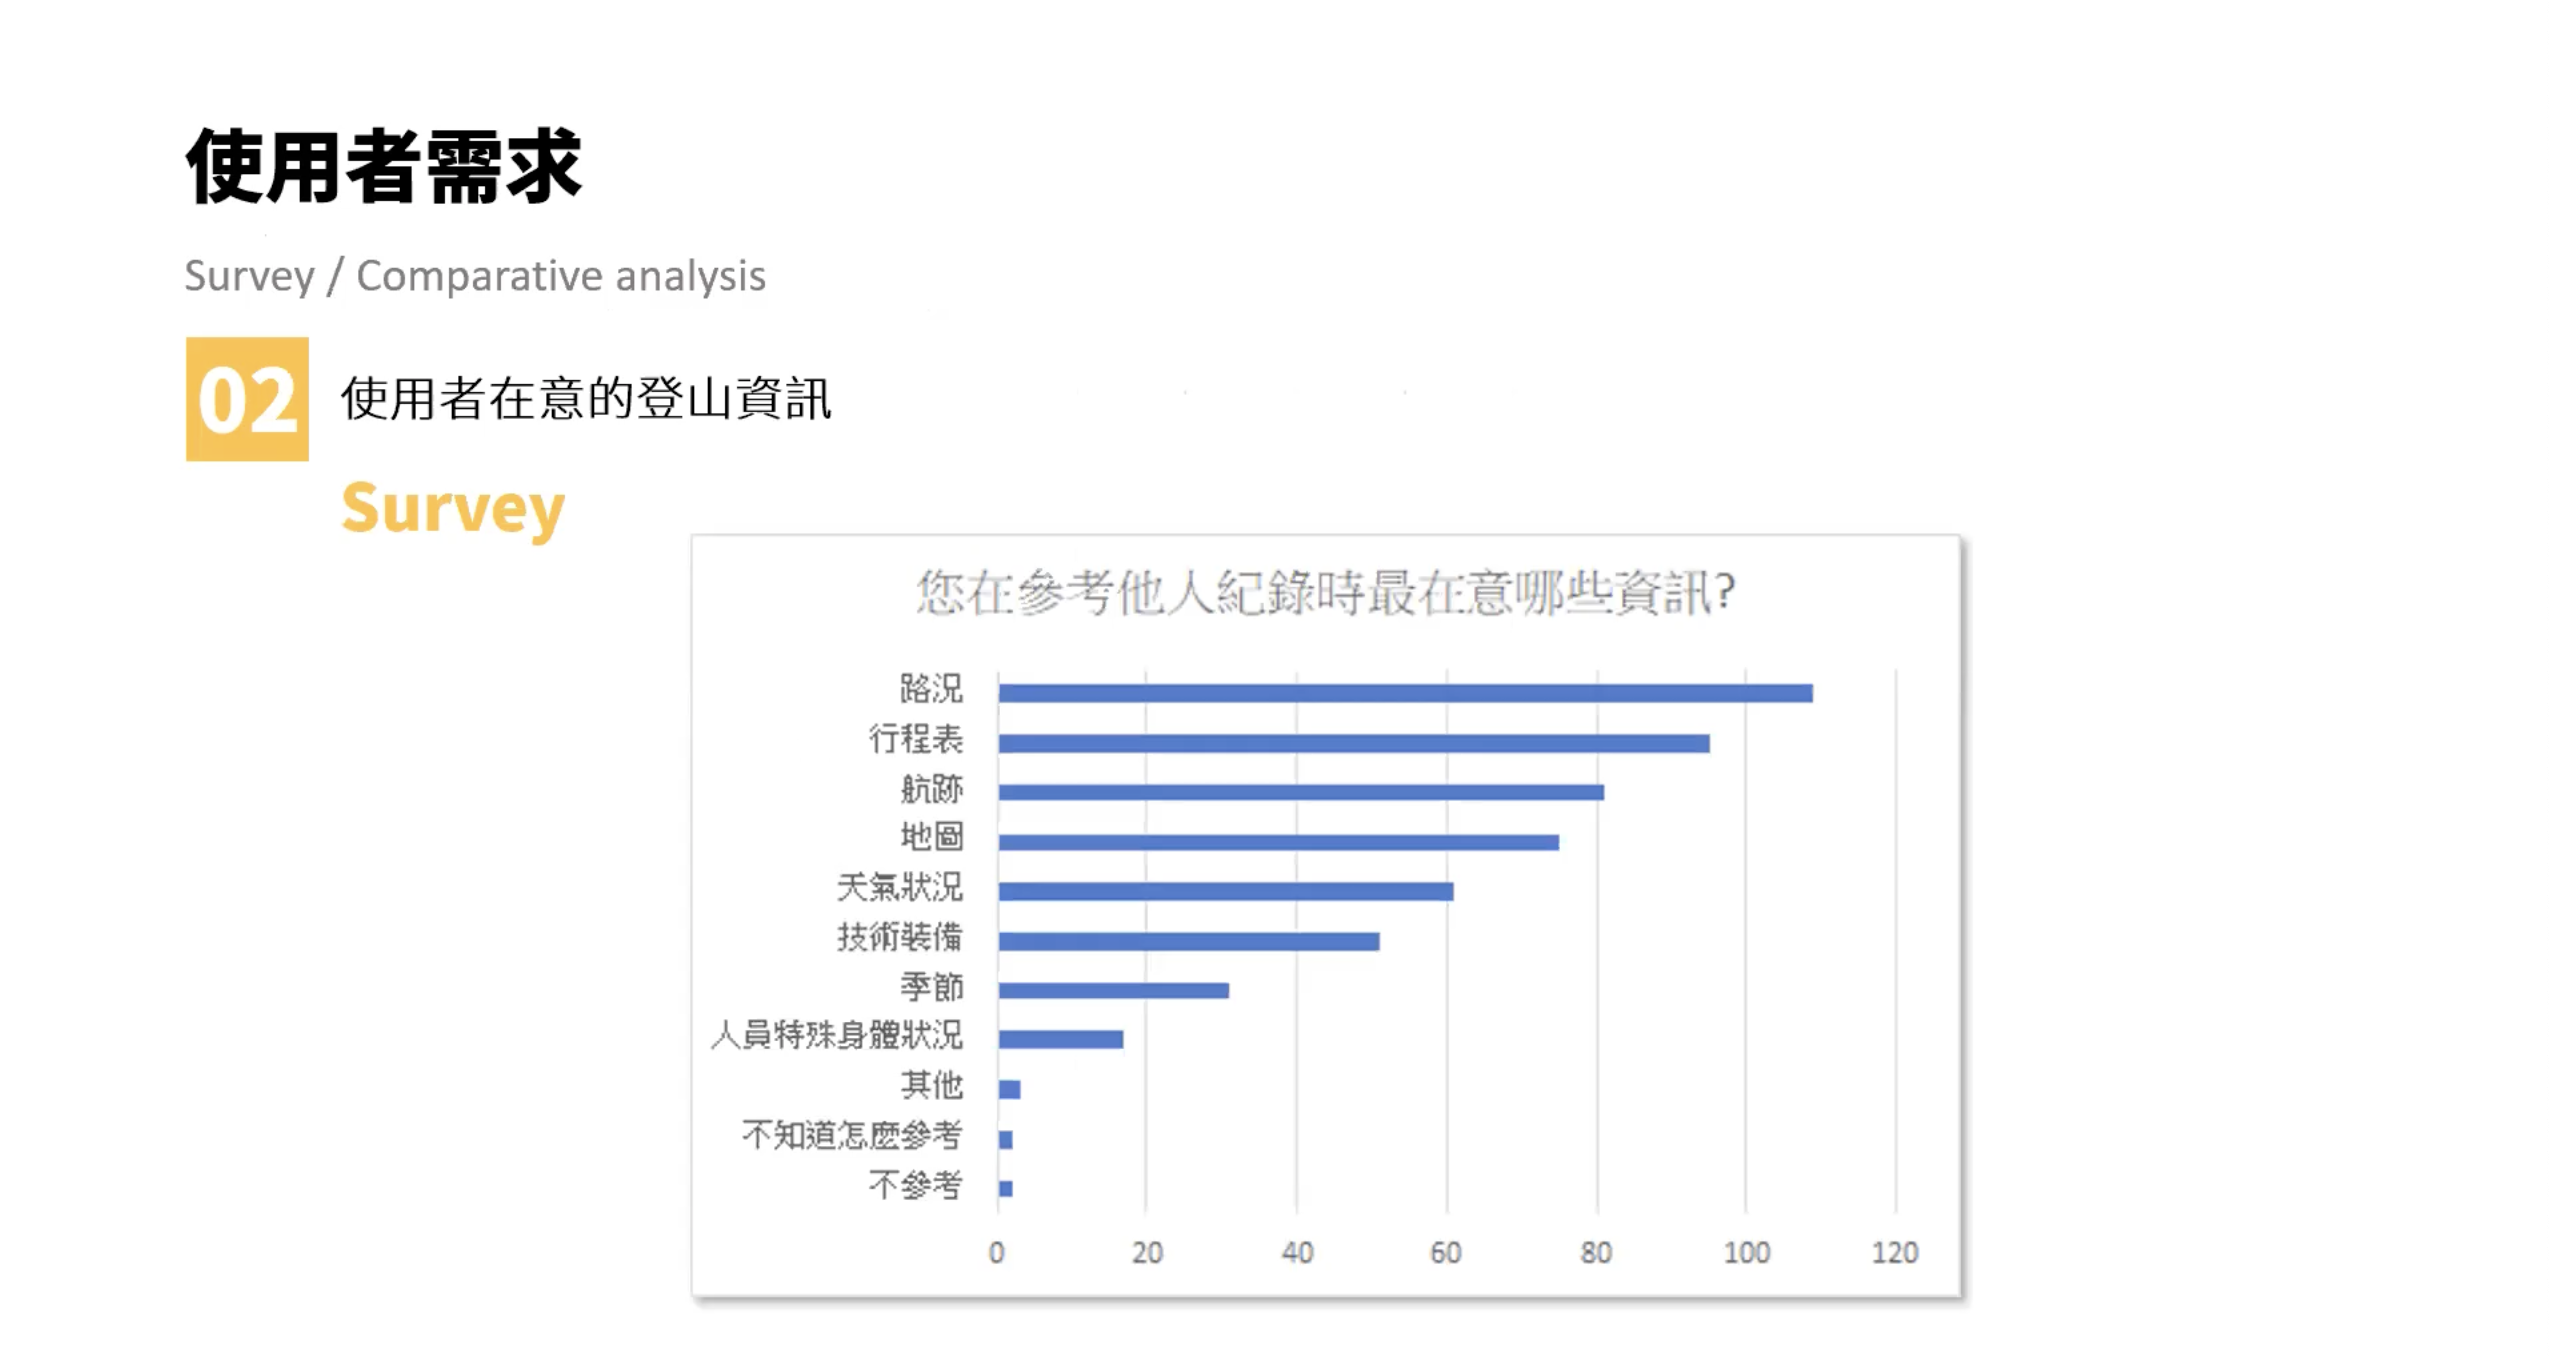 使用者需求
Survey / Comparative analysis
02
使用者在意的登山資訊
Survey
您在參考他人紀錄時最在意哪些資訊?
路況
行程表
航跡
地圖
天氣狀況
技術裝備
季節
人員特殊身體狀況
其他
不知道怎麼參考
不參考
0 20 40 60 80 100 120